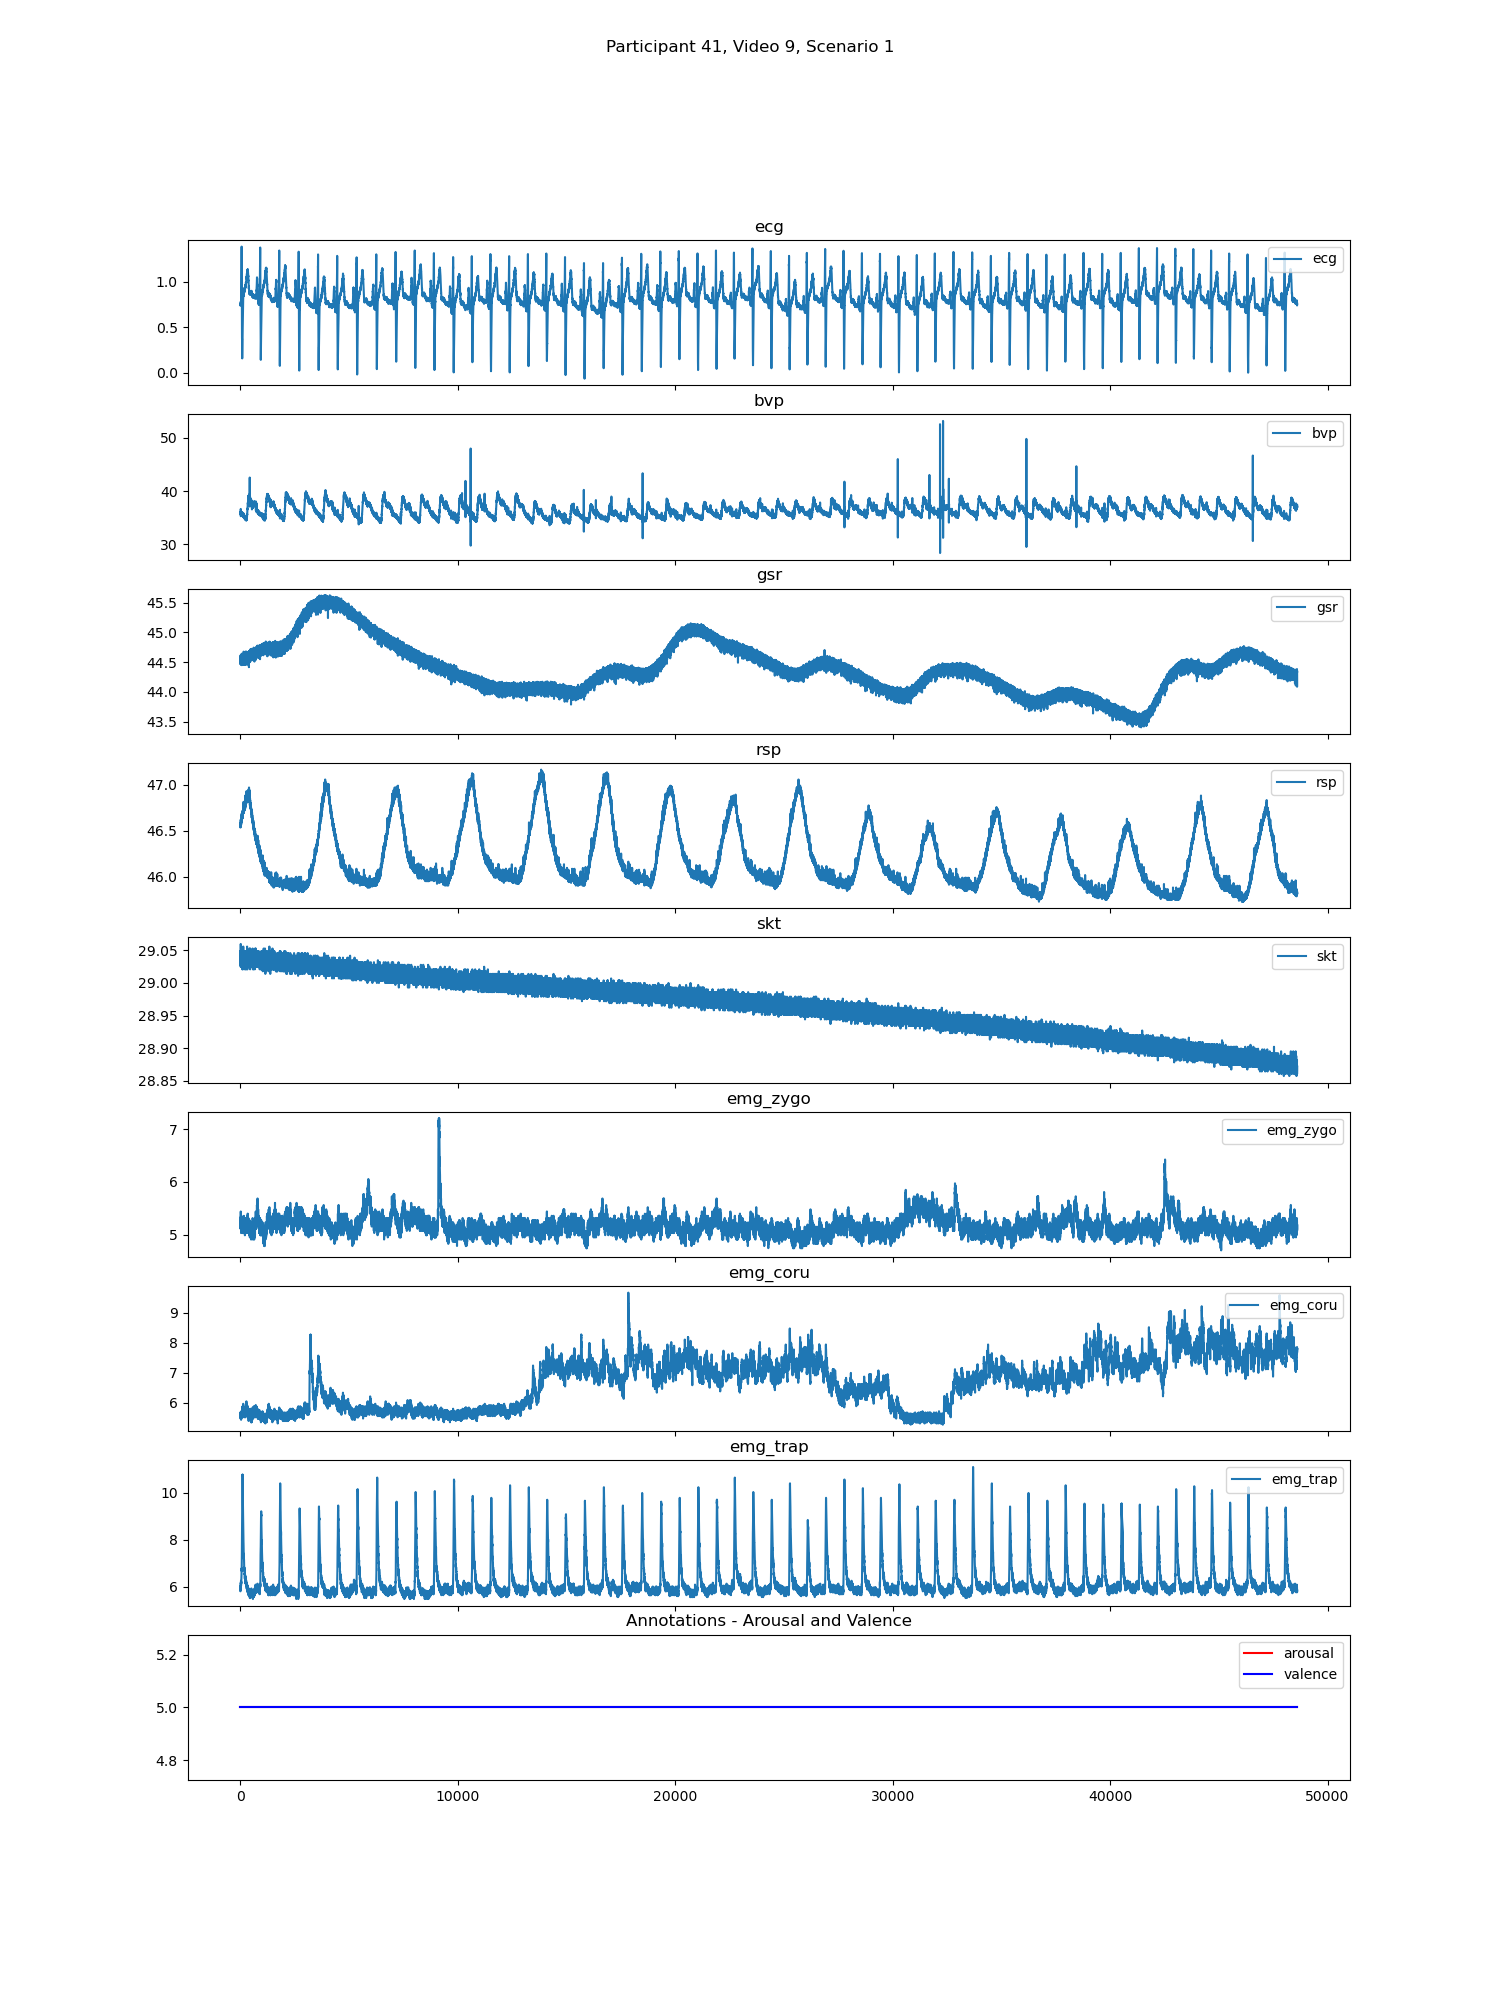 Participant 41, Video 9, Scenario 1
ecg
1.0
0.5
0.0
ecg
bvp
50
40
30
bvp
gsr
45.5
45.0
44.5
44.0
43.5
gsr
rsp
47.0
46.5
46.0
rsp
skt
29.05
29.00
28.95
28.90
28.85
skt
emg_zygo
7
6
5
emg_zygo
emg_coru
9
8
7
6
emg_coru
emg_trap
10
8
6
emg_trap
Annotations - Arousal and Valence
5.2
5.0
4.8
arousal
valence
0 10000 20000 30000 40000 50000